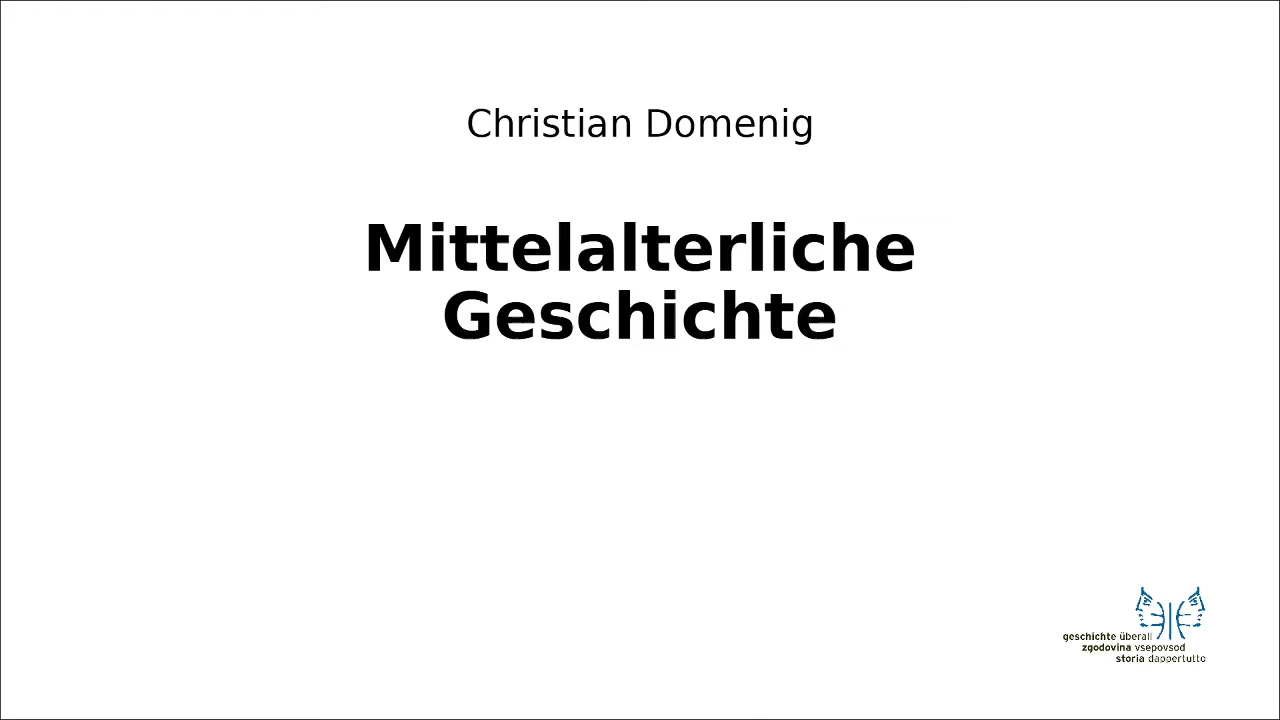 Christian Domenig
Mittelalterliche
Geschichte
geschichte überall
zgodovina vsepovsod
storia dappertutto